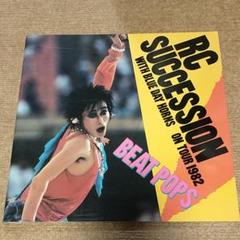 RC
SUCCESSION
WITH BLUE DAY HORNS ON TOUR 1982
BEAT POPS